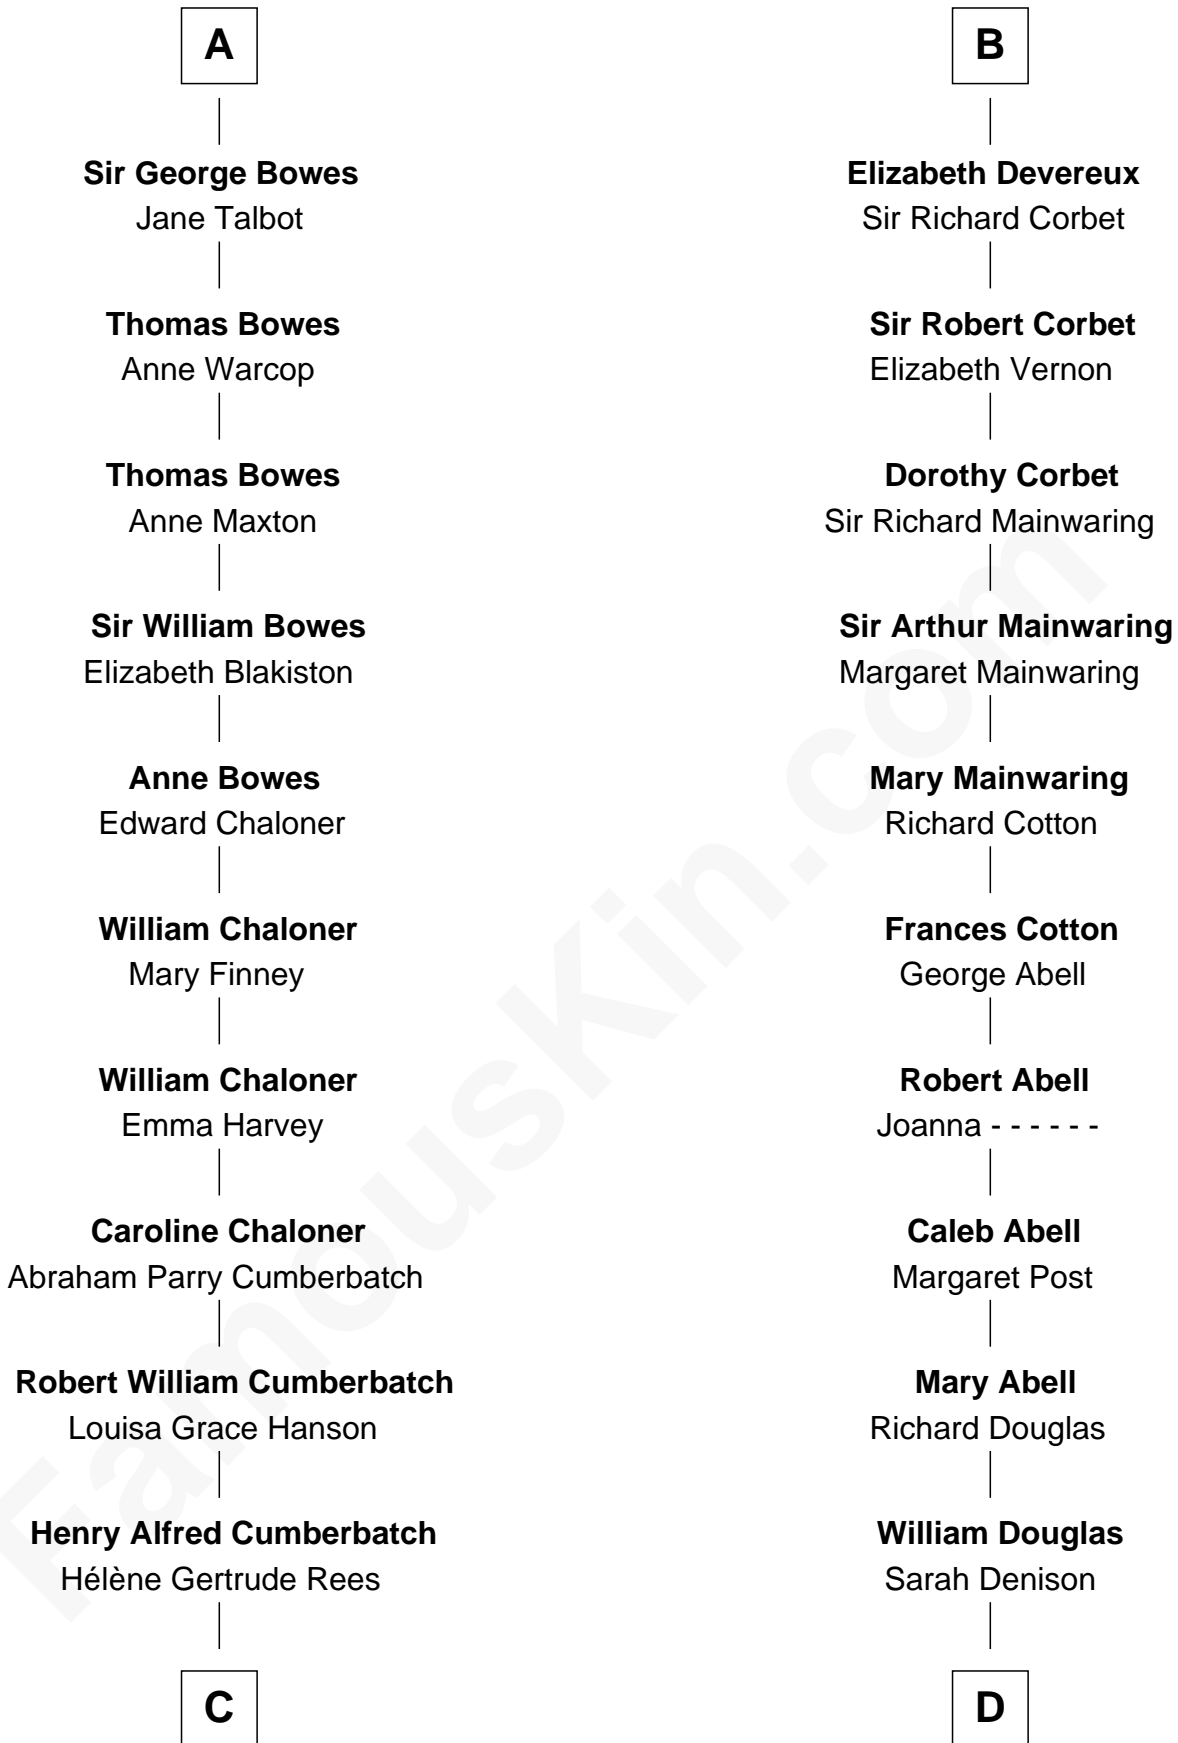 A
Sir George Bowes
Jane Talbot
Thomas Bowes
Anne Warcop
Thomas Bowes
Anne Maxton
Sir William Bowes
Elizabeth Blakiston
Anne Bowes
Edward Chaloner
William Chaloner
Mary Finney
William Chaloner
Emma Harvey
Caroline Chaloner
Abraham Parry Cumberbatch
Robert William Cumberbatch
Louisa Grace Hanson
Henry Alfred Cumberbatch
Hélène Gertrude Rees
C
B
Elizabeth Devereux
Sir Richard Corbet
Sir Robert Corbet
Elizabeth Vernon
Dorothy Corbet
Sir Richard Mainwaring
Sir Arthur Mainwaring
Margaret Mainwaring
Mary Mainwaring
Richard Cotton
Frances Cotton
George Abell
Robert Abell
Joanna - - - - - -
Caleb Abell
Margaret Post
Mary Abell
Richard Douglas
William Douglas
Sarah Denison
D
FamousKin.com